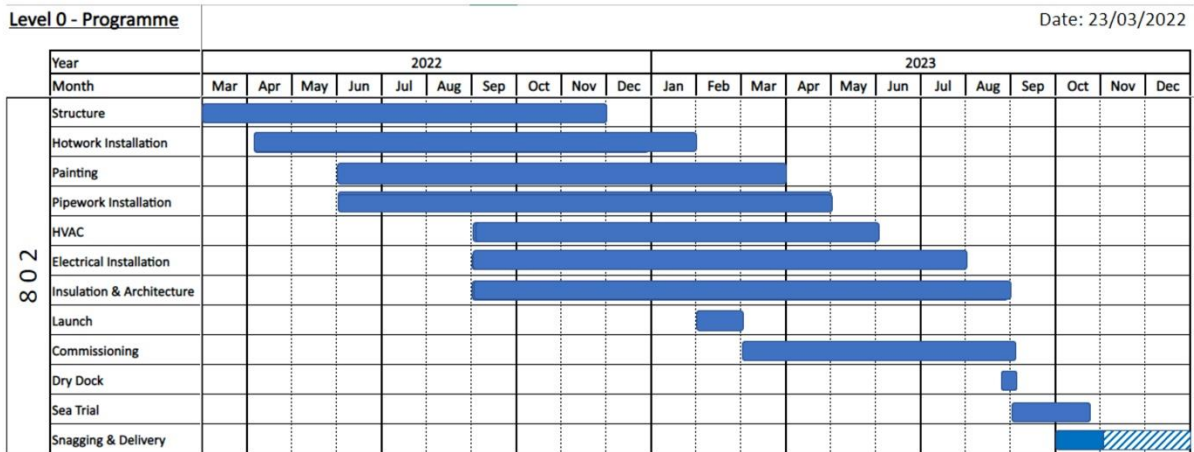 Level 0 - Programme
Date: 23/03/2022
Year 2022 2023
Month Mar Apr May Jun Jul Aug Sep Oct Nov Dec Jan Feb Mar Apr May Jun Jul Aug Sep Oct Nov Dec
802
Structure
Hotwork Installation
Painting
Pipework Installation
HVAC
Electrical Installation
Insulation & Architecture
Launch
Commissioning
Dry Dock
Sea Trial
Snagging & Delivery